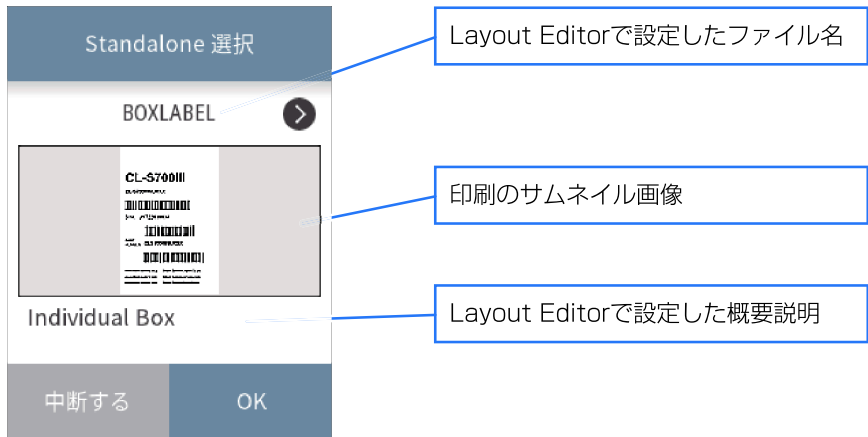 Standalone 選択
Layout Editorで設定したファイル名
BOXLABEL
CL-S700III
印刷のサムネイル画像
Individual Box
Layout Editorで設定した概要説明
中断する
OK